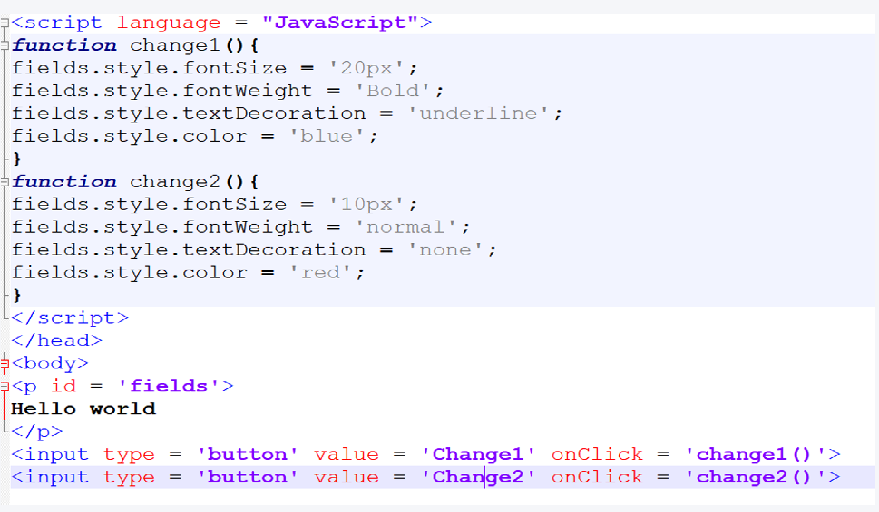 <script language = "JavaScript">
function change1(){
fields.style.fontSize = '20px';
fields.style.fontWeight = 'Bold';
fields.style.textDecoration = 'underline';
fields.style.color = 'blue';
}
function change2(){
fields.style.fontSize = '10px';
fields.style.fontWeight = 'normal';
fields.style.textDecoration = 'none';
fields.style.color = 'red';
}
</script>
</head>
<body>
<p id = 'fields'>
Hello world
</p>
<input type = 'button' value = 'Change1' onClick = 'change1()'>
<input type = 'button' value = 'Change2' onClick = 'change2()'>